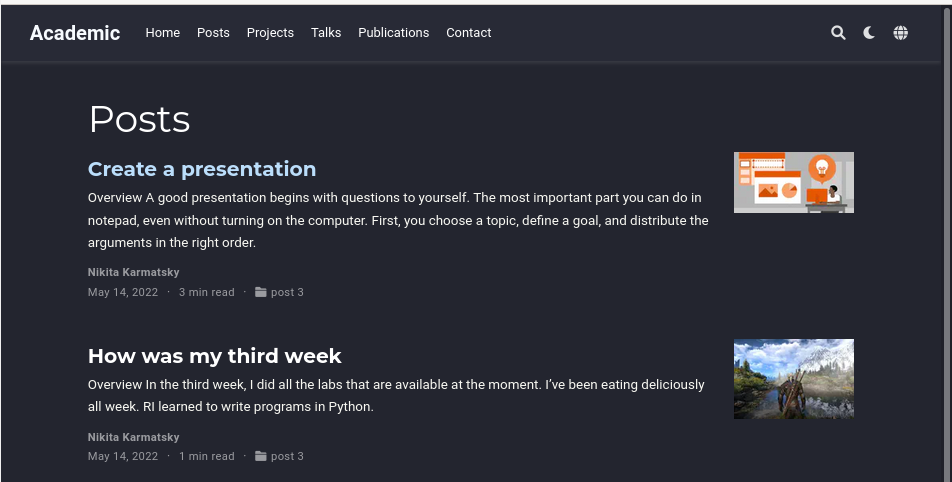 Academic Home Posts Projects Talks Publications Contact
Posts
Create a presentation
Overview A good presentation begins with questions to yourself. The most important part you can do in
notepad, even without turning on the computer. First, you choose a topic, define a goal, and distribute the
arguments in the right order.
Nikita Karmatsky
May 14, 2022 · 3 min read · post 3
How was my third week
Overview In the third week, I did all the labs that are available at the moment. I’ve been eating deliciously
all week. RI learned to write programs in Python.
Nikita Karmatsky
May 14, 2022 · 1 min read · post 3